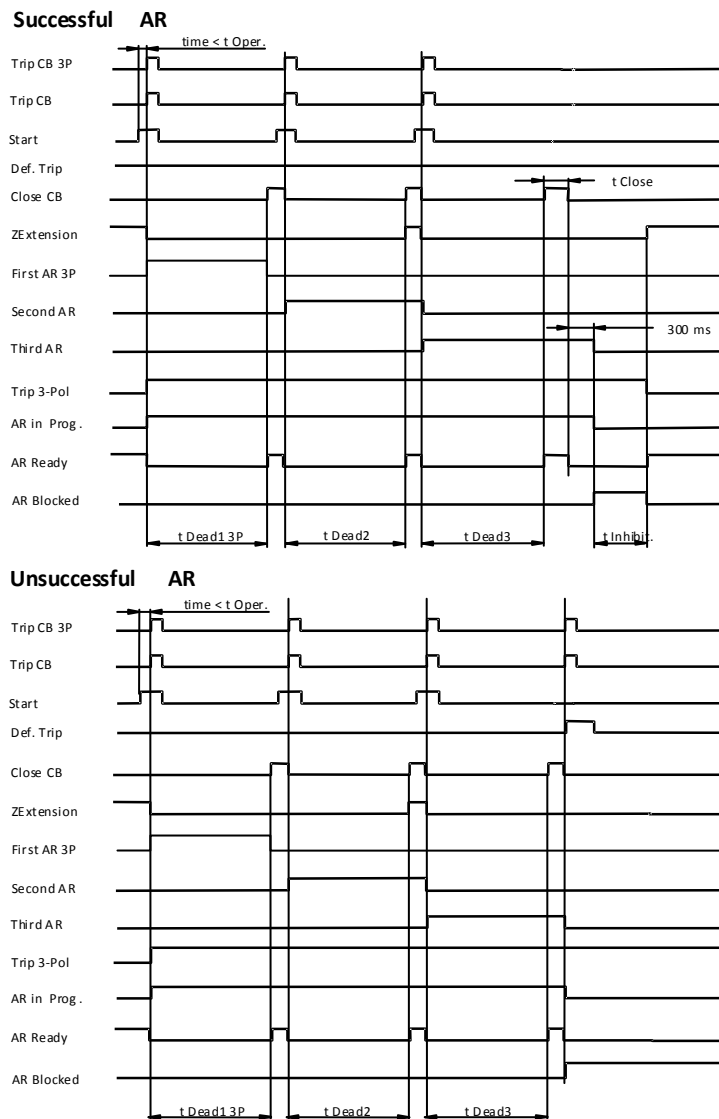 Successful AR
time < t Oper.
Trip CB 3P
Trip CB
Start
Def. Trip
t Close
Close CB
ZExtension
First AR 3P
Second AR
300 ms
Third AR
Trip 3-Pol
AR in Prog.
AR Ready
AR Blocked
t Dead1 3P t Dead2 t Dead3 t Inhibit.
Unsuccessful AR
time < t Oper.
Trip CB 3P
Trip CB
Start
Def. Trip
Close CB
ZExtension
First AR 3P
Second AR
Third AR
Trip 3-Pol
AR in Prog.
AR Ready
AR Blocked
t Dead1 3P t Dead2 t Dead3